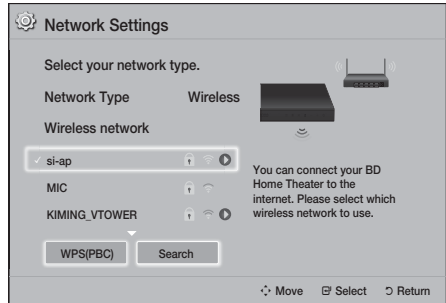 Network Settings
Select your network type.
Network Type Wireless
Wireless network
si-ap
MIC
KIMING_VTOWER
WPS(PBC) Search
You can connect your BD
Home Theater to the
internet. Please select which
wireless network to use.
Move Select Return